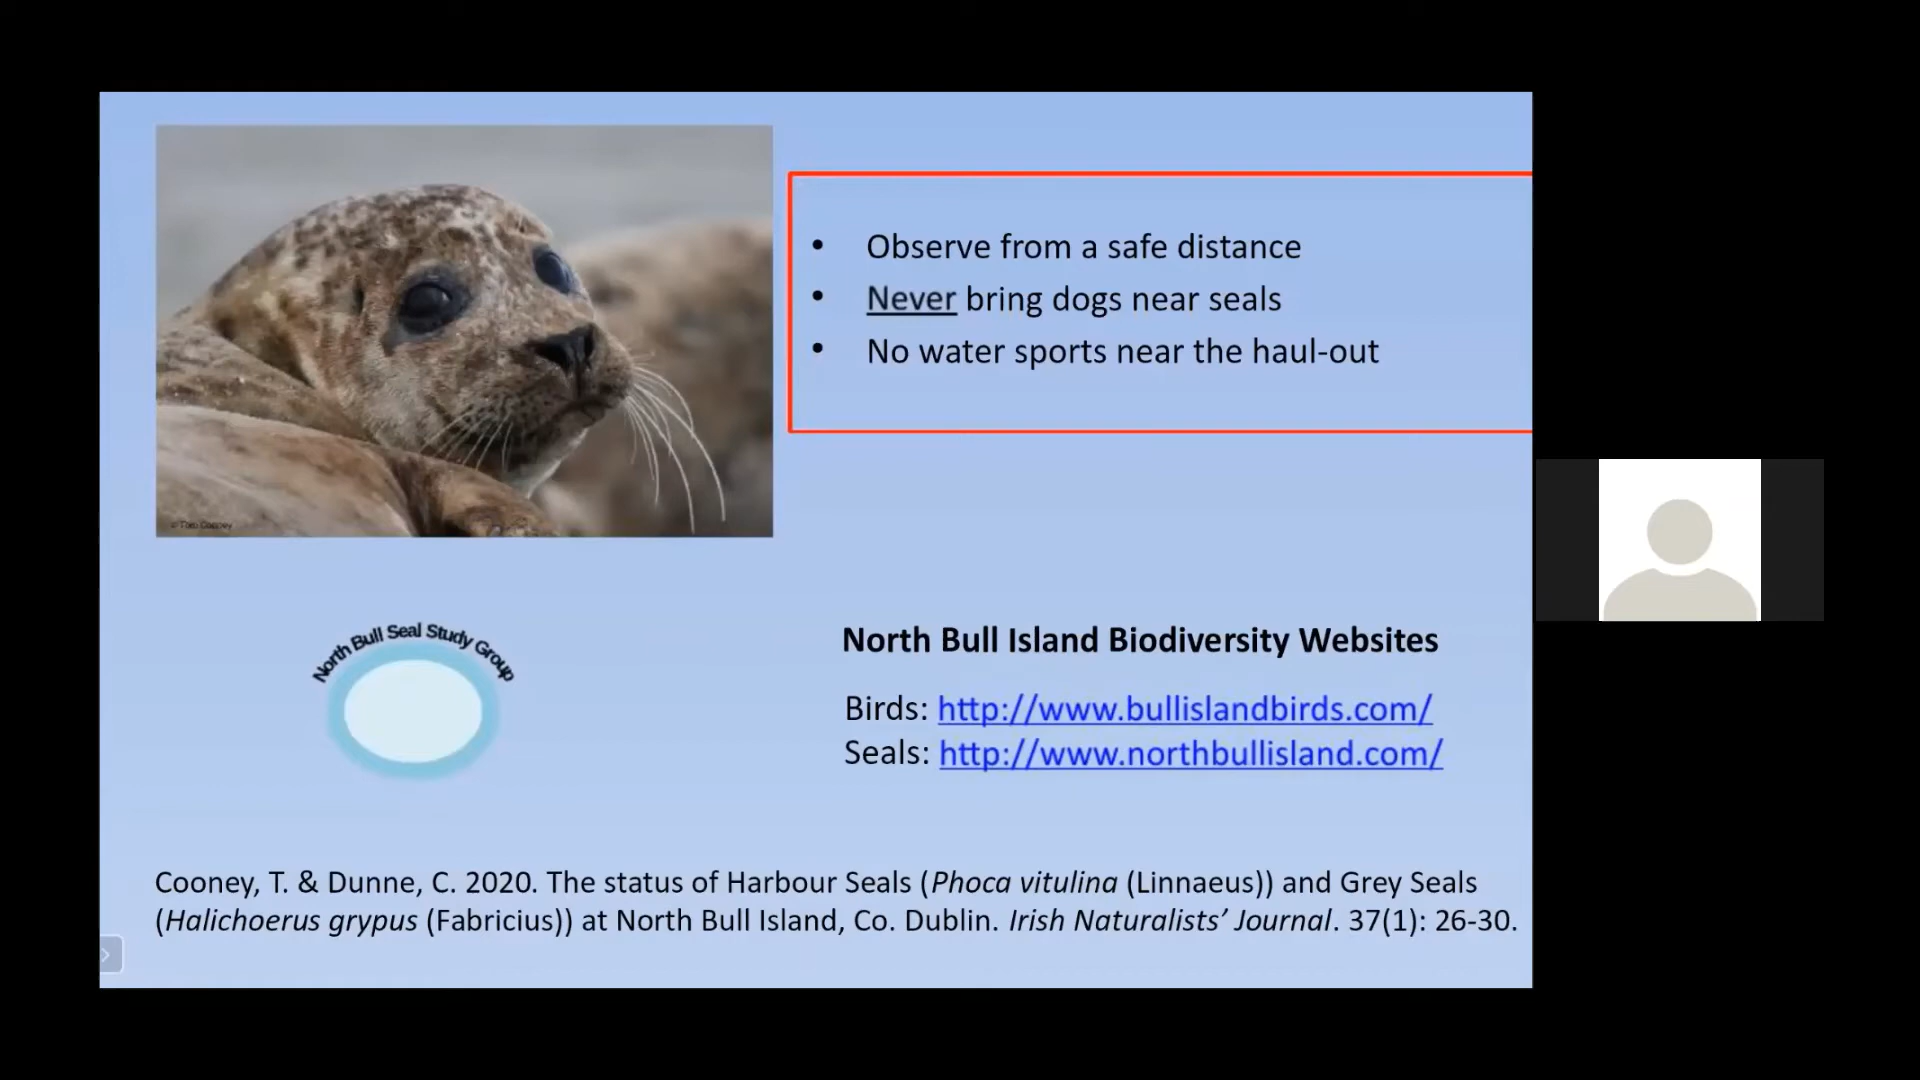 • Observe from a safe distance
• Never bring dogs near seals
• No water sports near the haul-out
© Tom Cooney
North Bull Seal Study Group
North Bull Island Biodiversity Websites
Birds: http://www.bullislandbirds.com/
Seals: http://www.northbullisland.com/
Cooney, T. & Dunne, C. 2020. The status of Harbour Seals (Phoca vitulina (Linnaeus)) and Grey Seals
(Halichoerus grypus (Fabricius)) at North Bull Island, Co. Dublin. Irish Naturalists’ Journal. 37(1): 26-30.